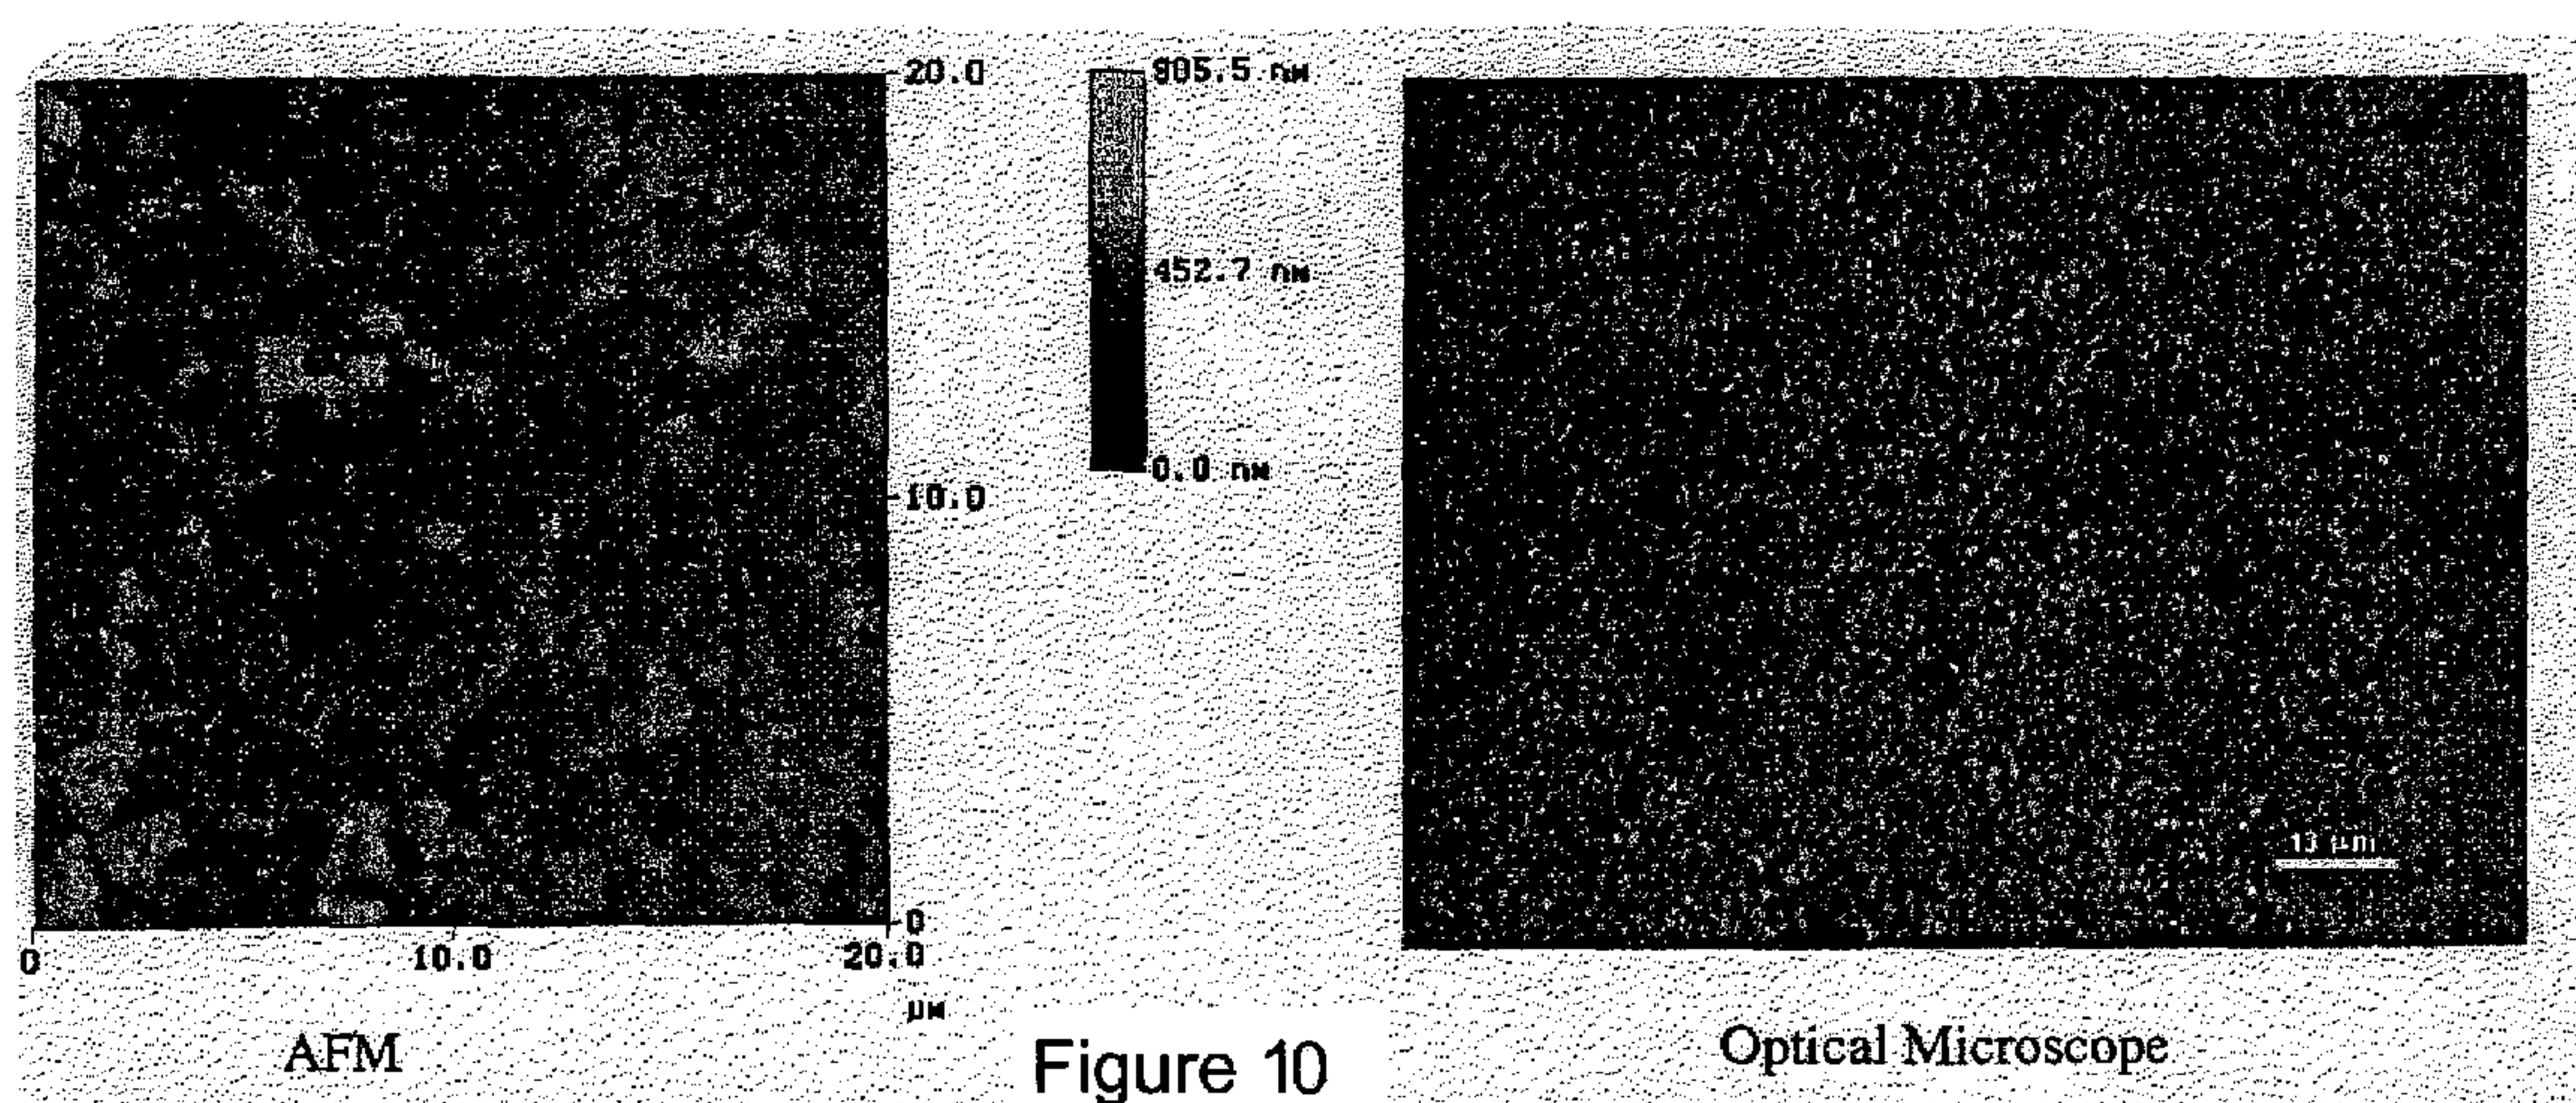 20.0
10.0
0
0
10.0
20.0
µM
905.5 nM
452.7 nM
0.0 nM
13 µm
AFM
Optical Microscope
Figure 10